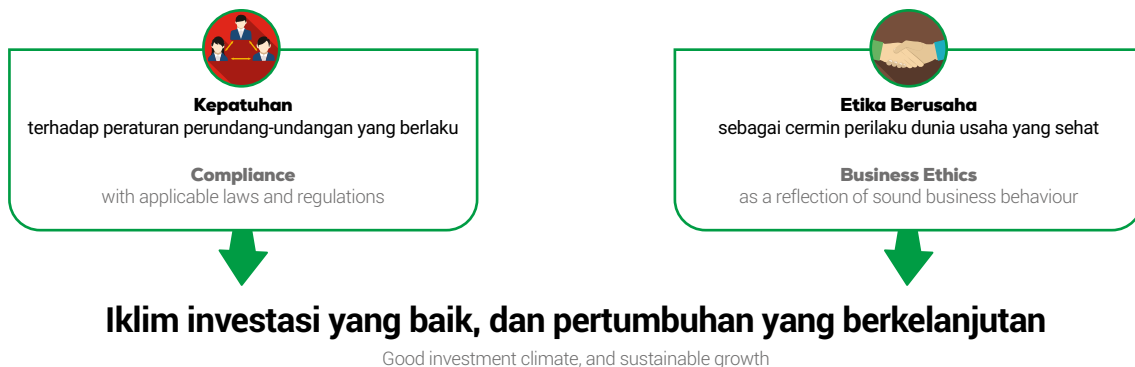 Kepatuhan
terhadap peraturan perundang-undangan yang berlaku
Compliance
with applicable laws and regulations
Etika Berusaha
sebagai cermin perilaku dunia usaha yang sehat
Business Ethics
as a reflection of sound business behaviour
Iklim investasi yang baik, dan pertumbuhan yang berkelanjutan
Good investment climate, and sustainable growth